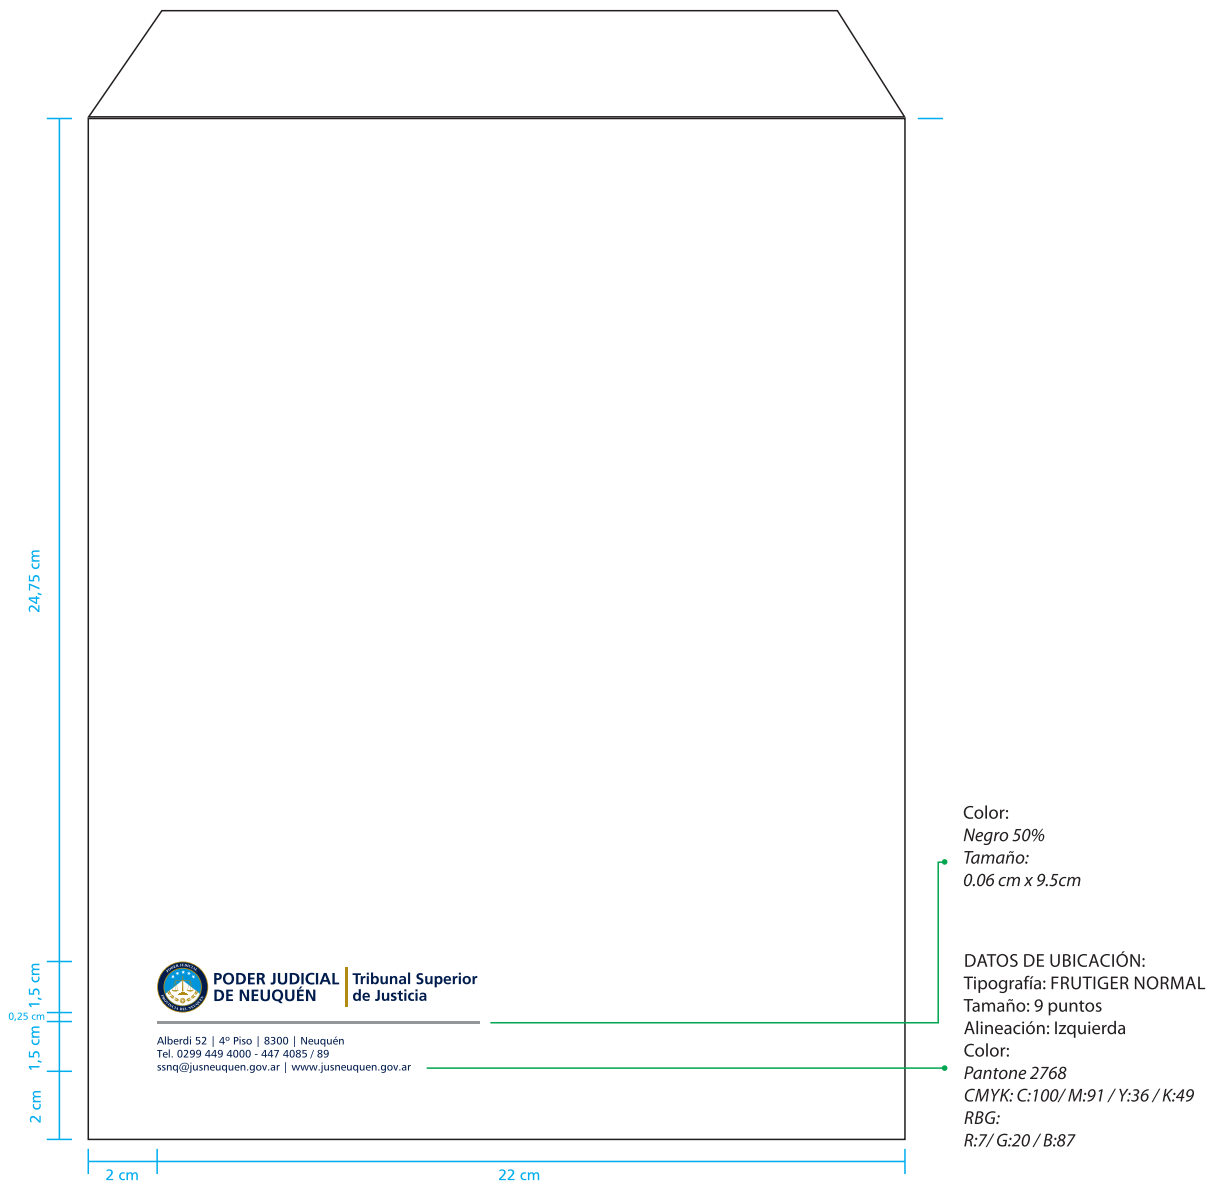 24,75 cm
Color:
Negro 50%
Tamaño:
0.06 cm x 9.5cm
1,5 cm
0,25 cm
1,5 cm
2 cm
PODER JUDICIAL
DE NEUQUÉN
Tribunal Superior
de Justicia
Alberdi 52 | 4º Piso | 8300 | Neuquén
Tel. 0299 449 4000 - 447 4085 / 89
ssnq@jusneuquen.gov.ar | www.jusneuquen.gov.ar
DATOS DE UBICACIÓN:
Tipografía: FRUTIGER NORMAL
Tamaño: 9 puntos
Alineación: Izquierda
Color:
Pantone 2768
CMYK: C:100/ M:91 / Y:36 / K:49
RBG:
R:7/ G:20 / B:87
2 cm
22 cm